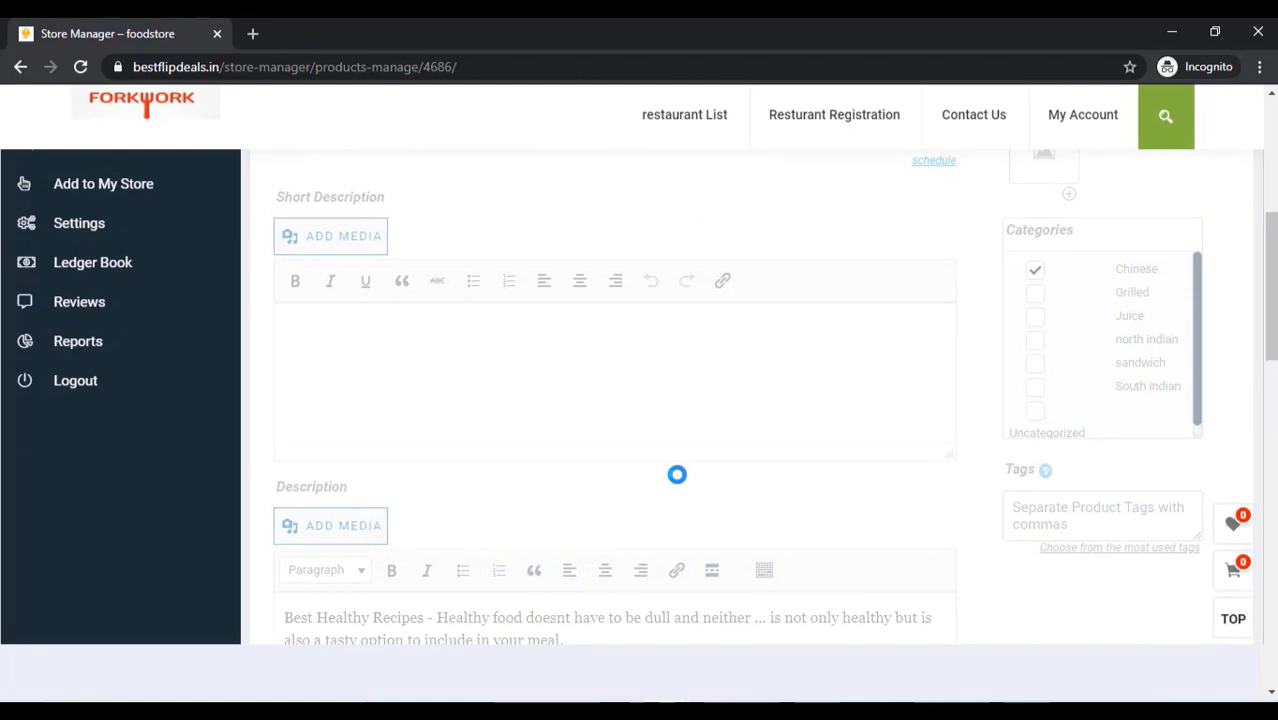 Store Manager – foodstore
bestflipdeals.in/store-manager/products-manage/4686/
Incognito
FORKWORK
restaurant List
Resturant Registration
Contact Us
My Account
Add to My Store
Settings
Ledger Book
Reviews
Reports
Logout
schedule
Short Description
ADD MEDIA
B I U ABC
Description
ADD MEDIA
Paragraph B I
Best Healthy Recipes - Healthy food doesnt have to be dull and neither ... is not only healthy but is
also a tasty option to include in your meal.
Categories
Chinese
Grilled
Juice
north indian
sandwich
South indian
Uncategorized
Tags ?
Separate Product Tags with
commas
Choose from the most used tags
0
0
TOP